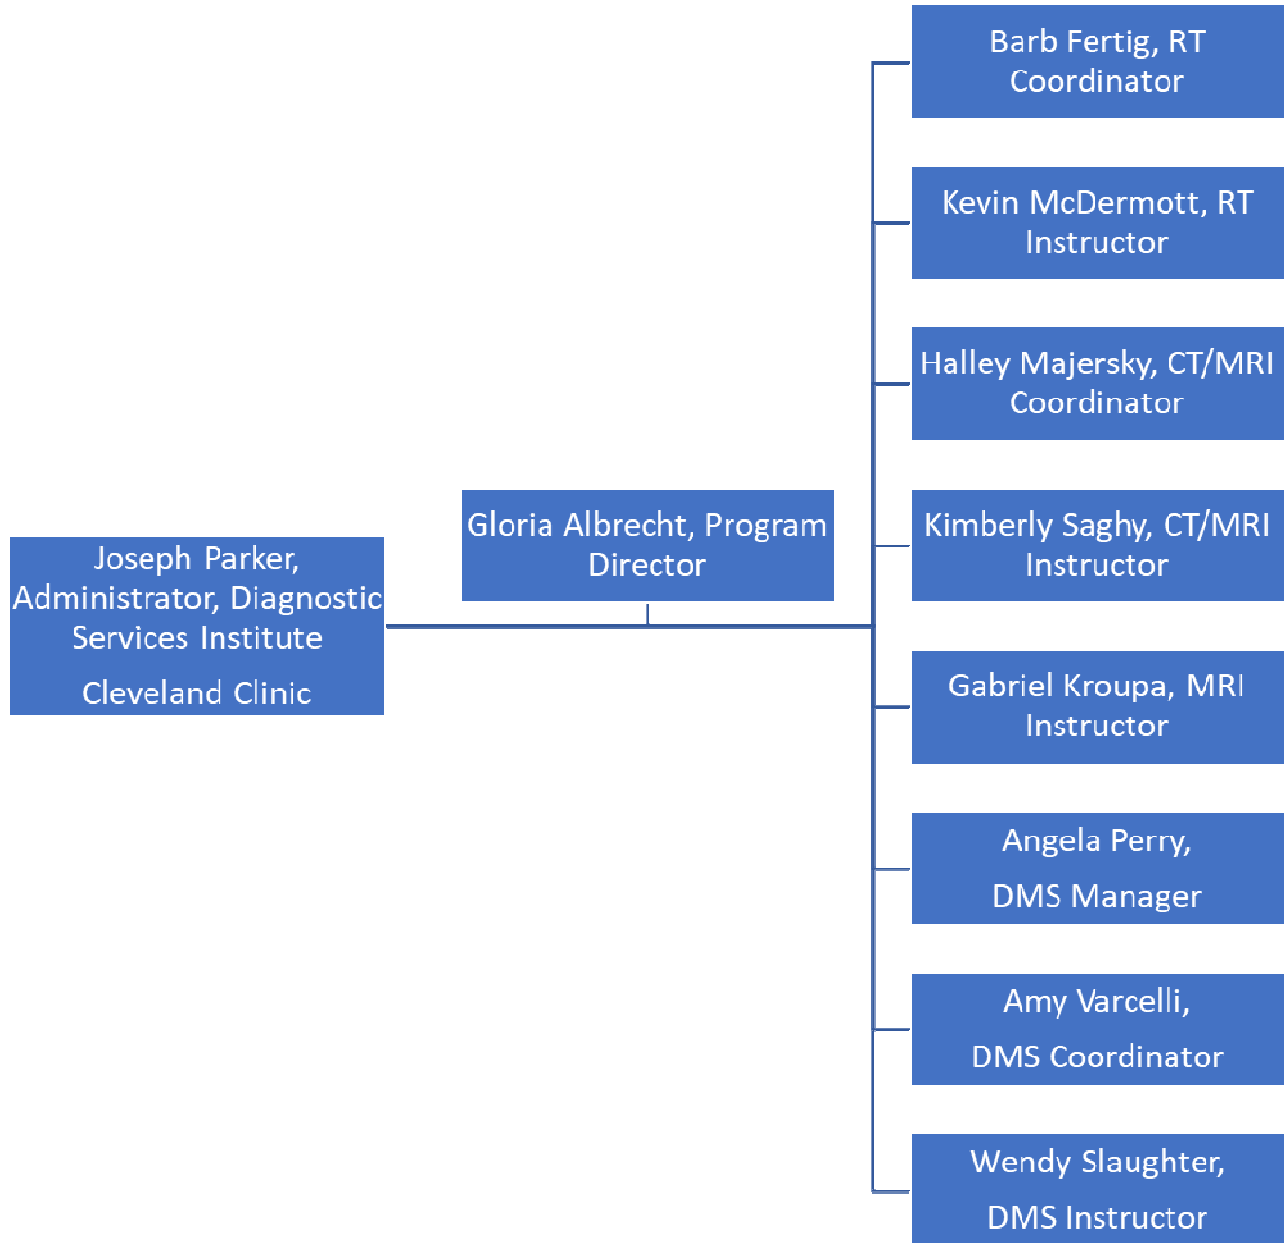 Joseph Parker,
Administrator, Diagnostic
Services Institute
Cleveland Clinic
Gloria Albrecht, Program
Director
Barb Fertig, RT
Coordinator
Kevin McDermott, RT
Instructor
Halley Majersky, CT/MRI
Coordinator
Kimberly Saghy, CT/MRI
Instructor
Gabriel Kroupa, MRI
Instructor
Angela Perry,
DMS Manager
Amy Varcelli,
DMS Coordinator
Wendy Slaughter,
DMS Instructor